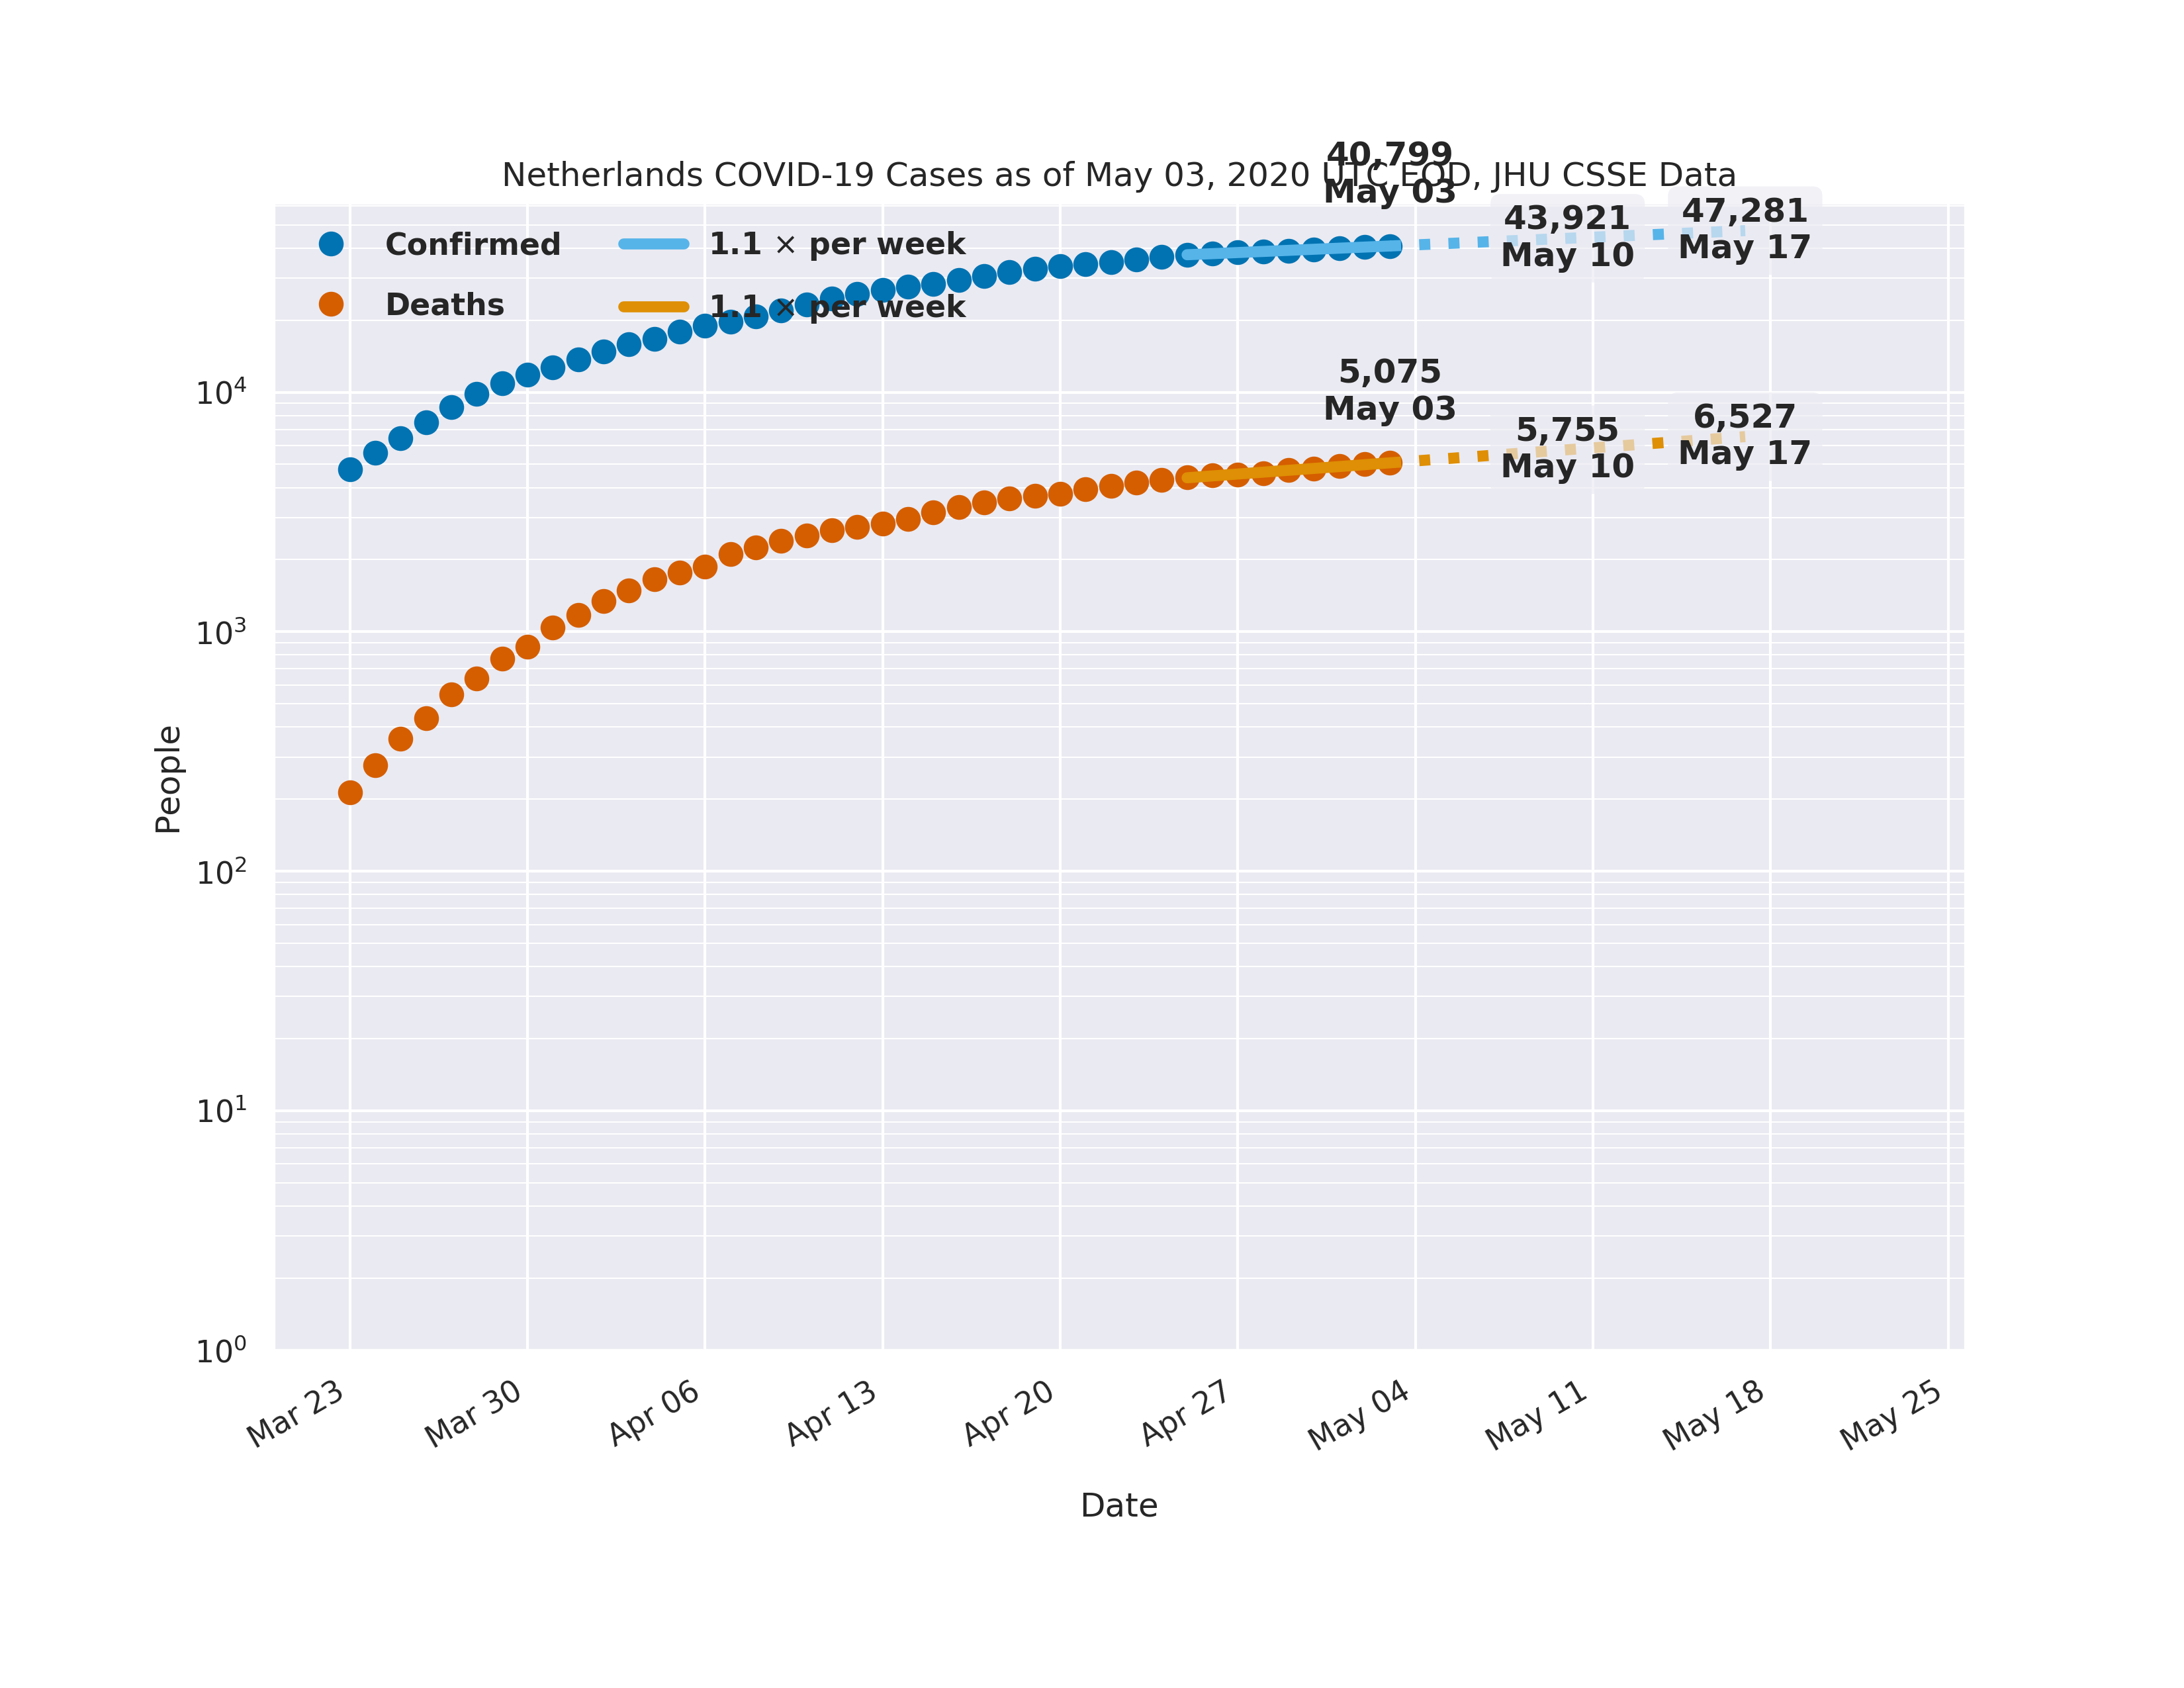 40,799
May 03
Netherlands COVID-19 Cases as of May 03, 2020 UTC EOD, JHU CSSE Data
Confirmed
Deaths
1.1 × per week
1.1 × per week
43,921
May 10
47,281
May 17
5,075
May 03
5,755
May 10
6,527
May 17
People
10⁴
10³
10²
10¹
10⁰
Mar 23
Mar 30
Apr 06
Apr 13
Apr 20
Apr 27
May 04
May 11
May 18
May 25
Date